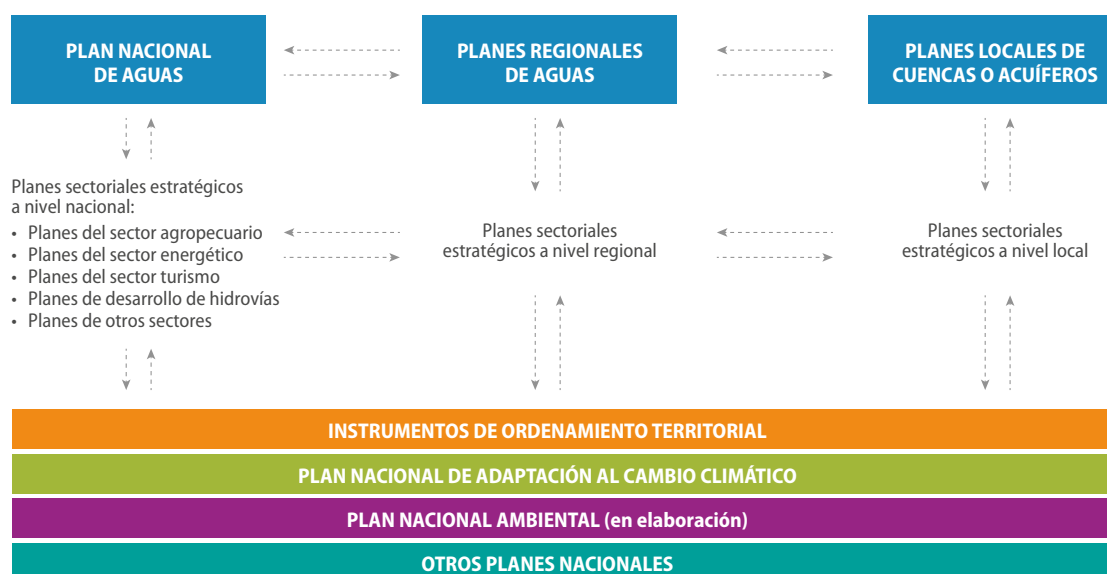 PLAN NACIONAL
DE AGUAS
PLANES REGIONALES
DE AGUAS
PLANES LOCALES DE
CUENCAS O ACUÍFEROS
Planes sectoriales estratégicos
a nivel nacional:
• Planes del sector agropecuario
• Planes del sector energético
• Planes del sector turismo
• Planes de desarrollo de hidrovías
• Planes de otros sectores
Planes sectoriales
estratégicos a nivel regional
Planes sectoriales
estratégicos a nivel local
INSTRUMENTOS DE ORDENAMIENTO TERRITORIAL
PLAN NACIONAL DE ADAPTACIÓN AL CAMBIO CLIMÁTICO
PLAN NACIONAL AMBIENTAL (en elaboración)
OTROS PLANES NACIONALES